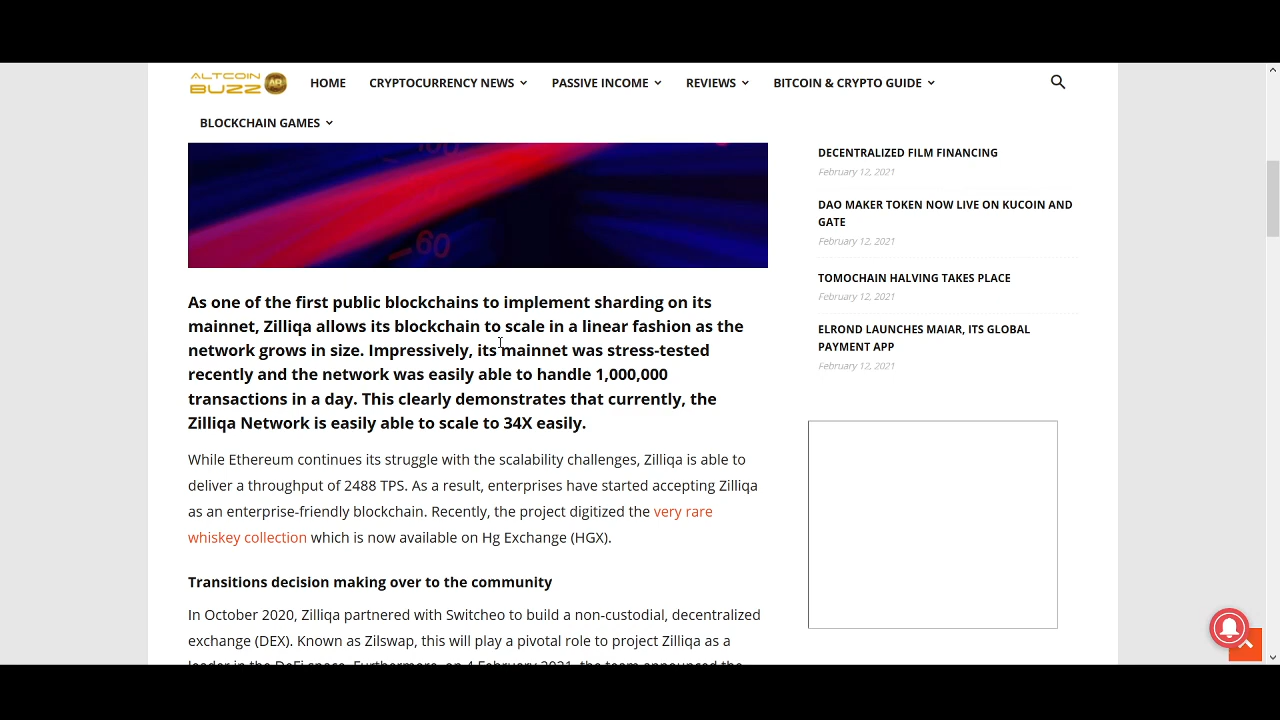 ALTCOIN
BUZZ
AB
HOME
CRYPTOCURRENCY NEWS
PASSIVE INCOME
REVIEWS
BITCOIN & CRYPTO GUIDE
BLOCKCHAIN GAMES
60
As one of the first public blockchains to implement sharding on its
mainnet, Zilliqa allows its blockchain to scale in a linear fashion as the
network grows in size. Impressively, its mainnet was stress-tested
recently and the network was easily able to handle 1,000,000
transactions in a day. This clearly demonstrates that currently, the
Zilliqa Network is easily able to scale to 34X easily.
While Ethereum continues its struggle with the scalability challenges, Zilliqa is able to
deliver a throughput of 2488 TPS. As a result, enterprises have started accepting Zilliqa
as an enterprise-friendly blockchain. Recently, the project digitized the very rare
whiskey collection which is now available on Hg Exchange (HGX).
Transitions decision making over to the community
In October 2020, Zilliqa partnered with Switcheo to build a non-custodial, decentralized
exchange (DEX). Known as Zilswap, this will play a pivotal role to project Zilliqa as a
leader in the DeFi space. Furthermore, on 4 February 2021, the team announced the
DECENTRALIZED FILM FINANCING
February 12, 2021
DAO MAKER TOKEN NOW LIVE ON KUCOIN AND
GATE
February 12, 2021
TOMOCHAIN HALVING TAKES PLACE
February 12, 2021
ELROND LAUNCHES MAIAR, ITS GLOBAL
PAYMENT APP
February 12, 2021